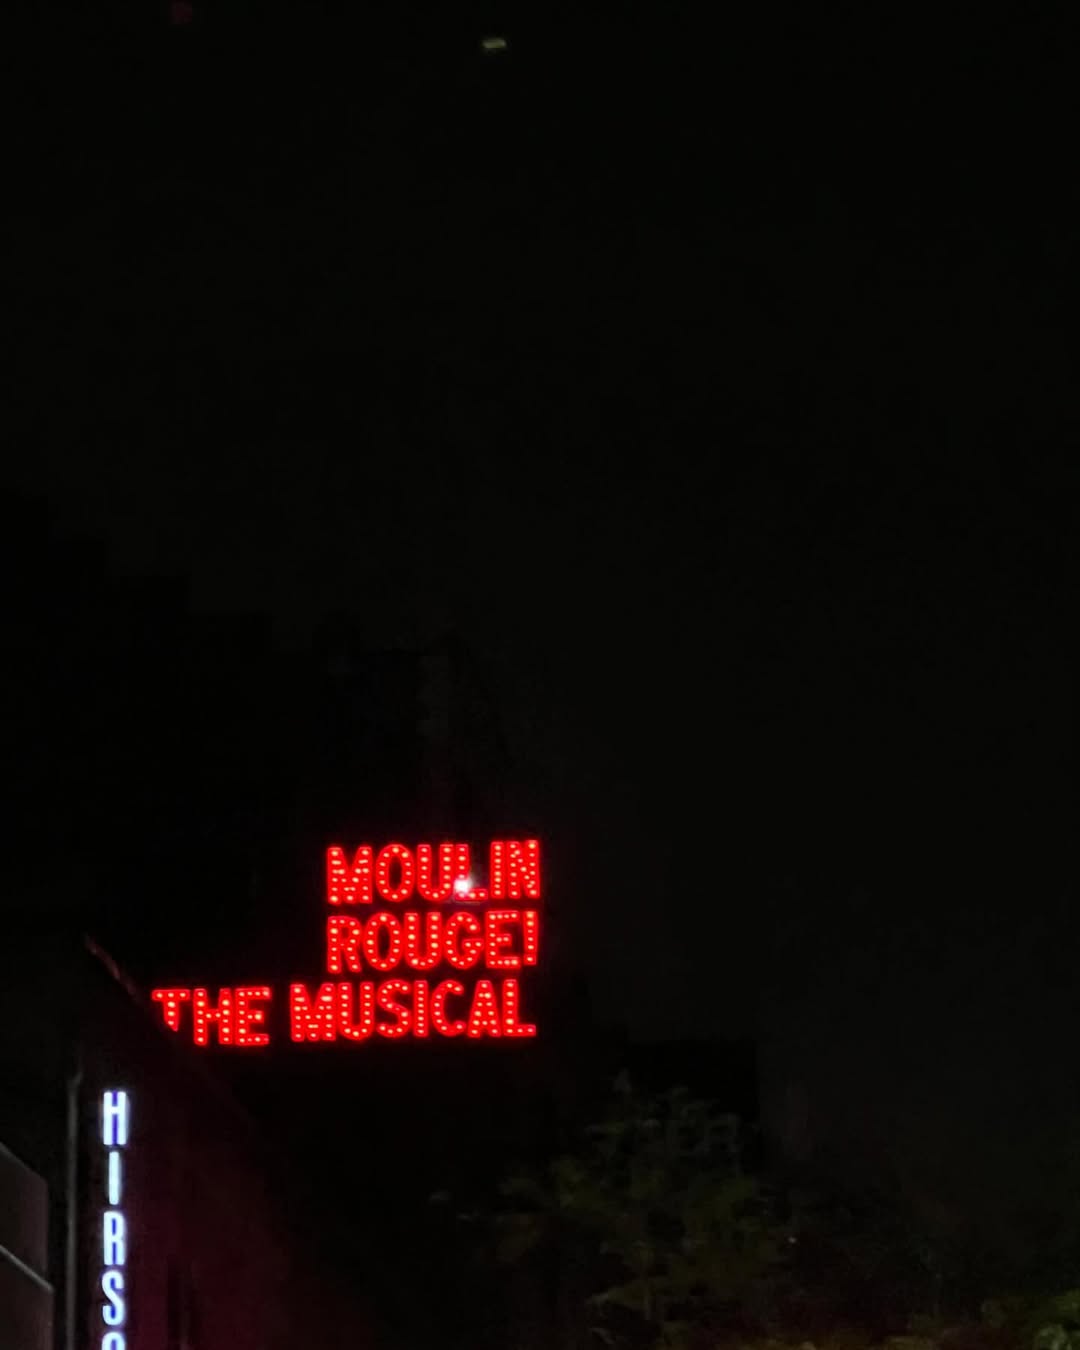 MOULIN
ROUGE!
THE MUSICAL
HIRS